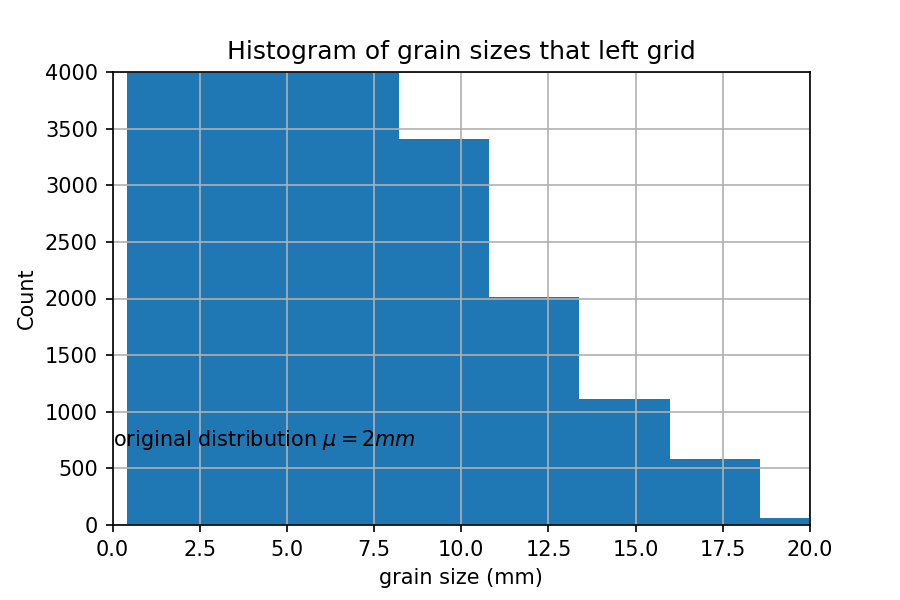 Histogram of grain sizes that left grid
4000
3500
3000
2500
2000
1500
1000
500
0
Count
original distribution μ = 2mm
0.0 2.5 5.0 7.5 10.0 12.5 15.0 17.5 20.0
grain size (mm)